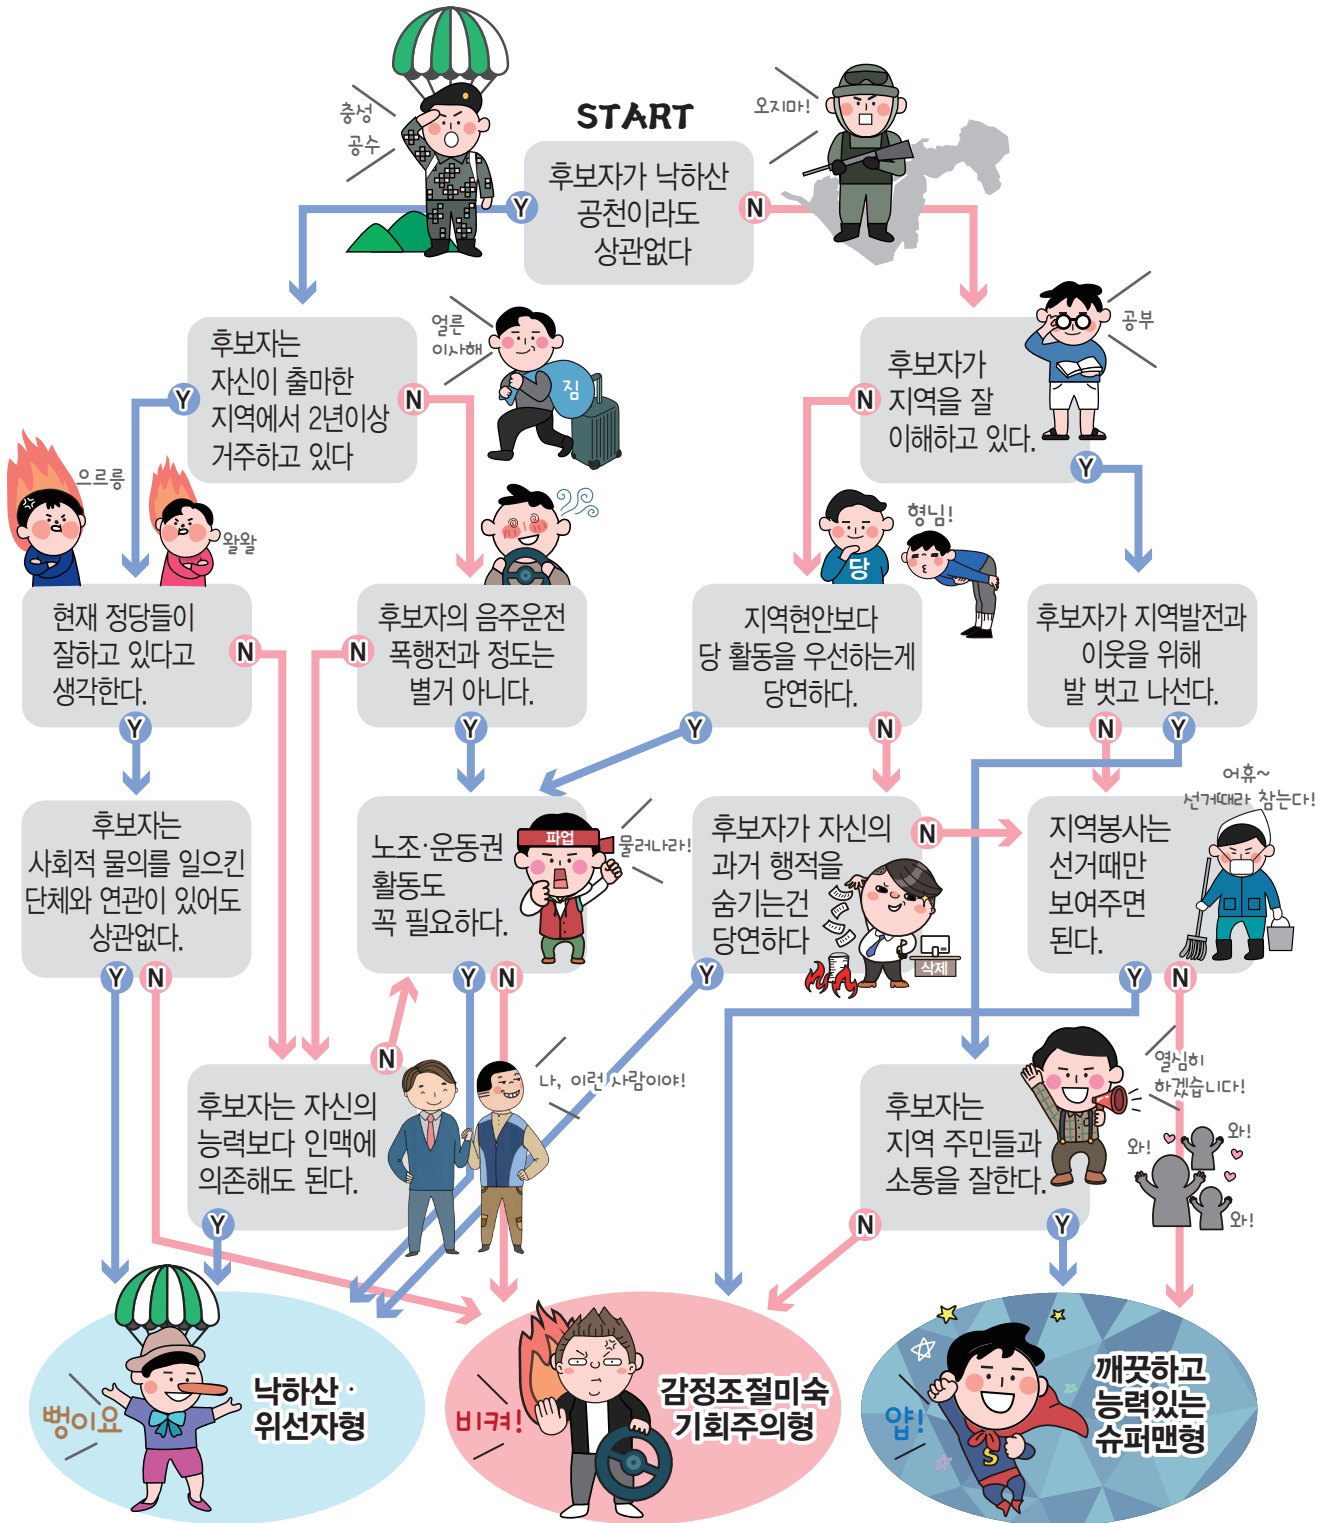 START
충성
공수
오지마!
후보자가 낙하산
공천이라도
상관없다
Y
N
얼른
이사해
짐
공부
후보자는
자신이 출마한
지역에서 2년이상
거주하고 있다
Y
N
후보자가
지역을 잘
이해하고 있다.
N
Y
으르릉
왈왈
형님!
당
현재 정당들이
잘하고 있다고
생각한다.
N
Y
후보자의 음주운전
폭행전과 정도는
별거 아니다.
N
Y
지역현안보다
당 활동을 우선하는게
당연하다.
Y
N
후보자가 지역발전과
이웃을 위해
발 벗고 나선다.
N
Y
어휴~
선거때라 참는다!
후보자는
사회적 물의를 일으킨
단체와 연관이 있어도
상관없다.
Y
N
노조·운동권
활동도
꼭 필요하다.
파업
물러나라!
Y
N
후보자가 자신의
과거 행적을
숨기는건
당연하다
삭제
N
Y
지역봉사는
선거때만
보여주면
된다.
Y
N
후보자는 자신의
능력보다 인맥에
의존해도 된다.
N
Y
나, 이런 사람이야!
후보자는
지역 주민들과
소통을 잘한다.
N
Y
열심히
하겠습니다!
와!
와!
와!
뻥이요
낙하산·
위선자형
비켜!
감정조절미숙
기회주의형
얍!
S
깨끗하고
능력있는
슈퍼맨형